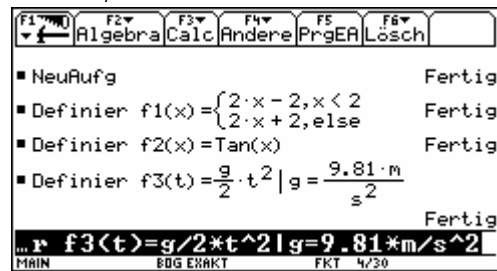 F1 F2 Algebra F3 Calc F4 Andere F5 PrgEA F6 Lösch
▪ NeuAufg Fertig
▪ Definier f1(x)={2·x − 2,x < 2
2·x + 2,else Fertig
▪ Definier f2(x)=Tan(x) Fertig
▪ Definier f3(t)=g/2·t^2|g=9.81·m/s^2
Fertig
…r f3(t)=g/2*t^2|g=9.81*m/s^2
MAIN BOG EXAKT FKT 4/30